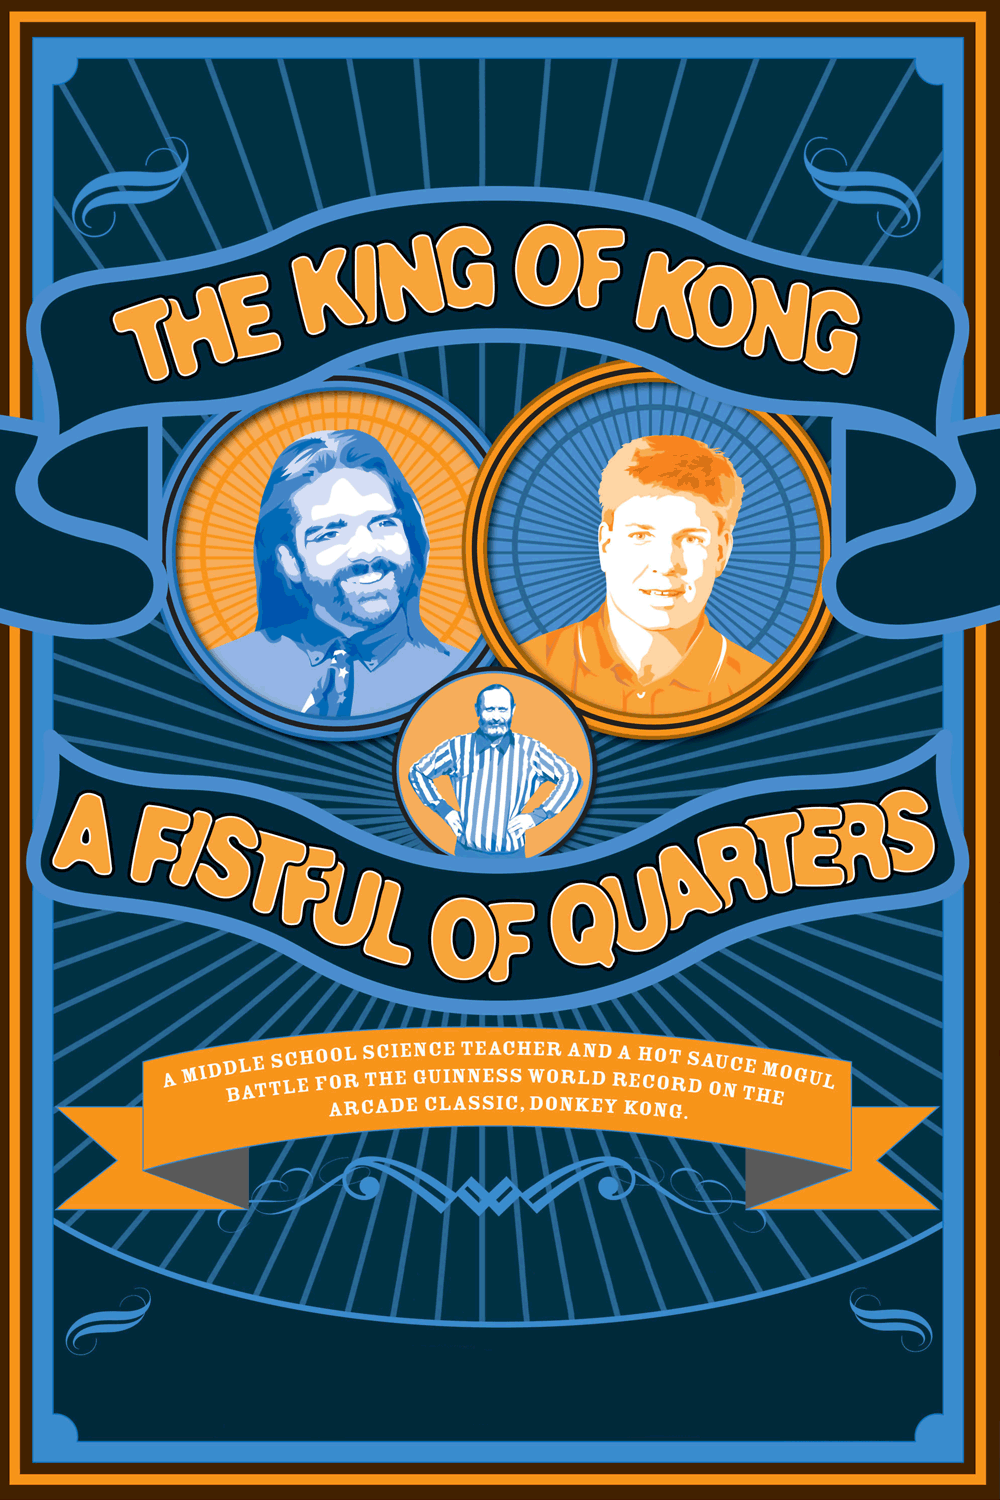 THE KING OF KONG
A FISTFUL OF QUARTERS
A MIDDLE SCHOOL SCIENCE TEACHER AND A HOT SAUCE MOGUL
BATTLE FOR THE GUINNESS WORLD RECORD ON THE
ARCADE CLASSIC, DONKEY KONG.